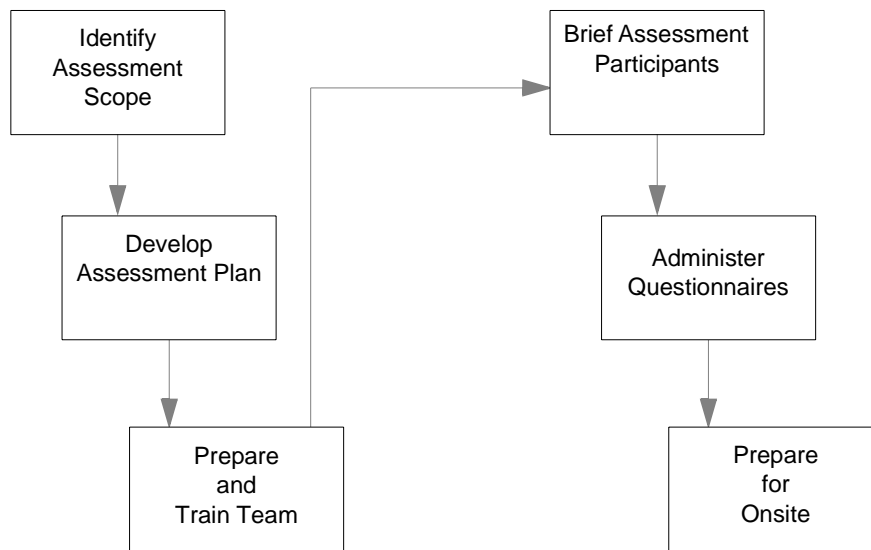 Identify
Assessment
Scope
Develop
Assessment Plan
Prepare
and
Train Team
Brief Assessment
Participants
Administer
Questionnaires
Prepare
for
Onsite